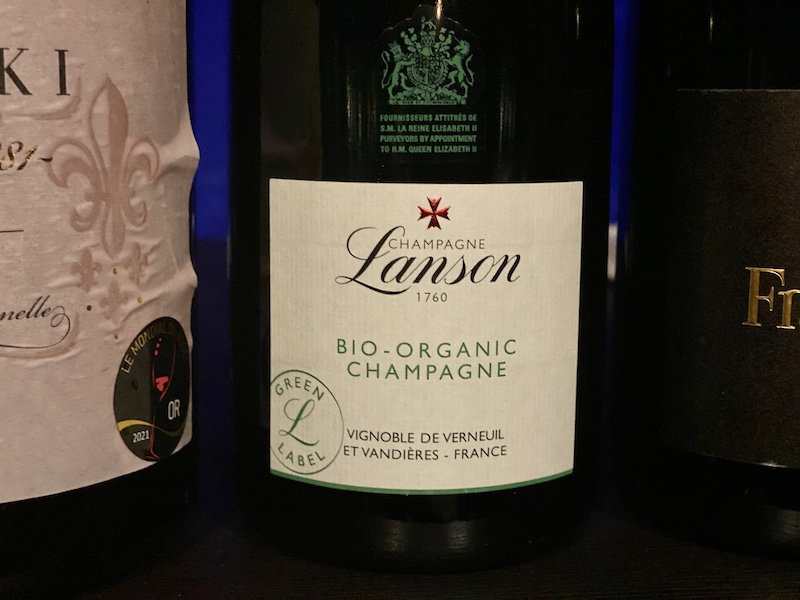 KI
FOURNISSEURS ATTITRÉS DE
S.M. LA REINE ELISABETH II
PURVEYORS BY APPOINTMENT
TO H.M. QUEEN ELIZABETH II
CHAMPAGNE
Lanson
1760
BIO-ORGANIC
CHAMPAGNE
GREEN
L
LABEL
VIGNOBLE DE VERNEUIL
ET VANDIÈRES - FRANCE
LE MONDIAL
OR
2021